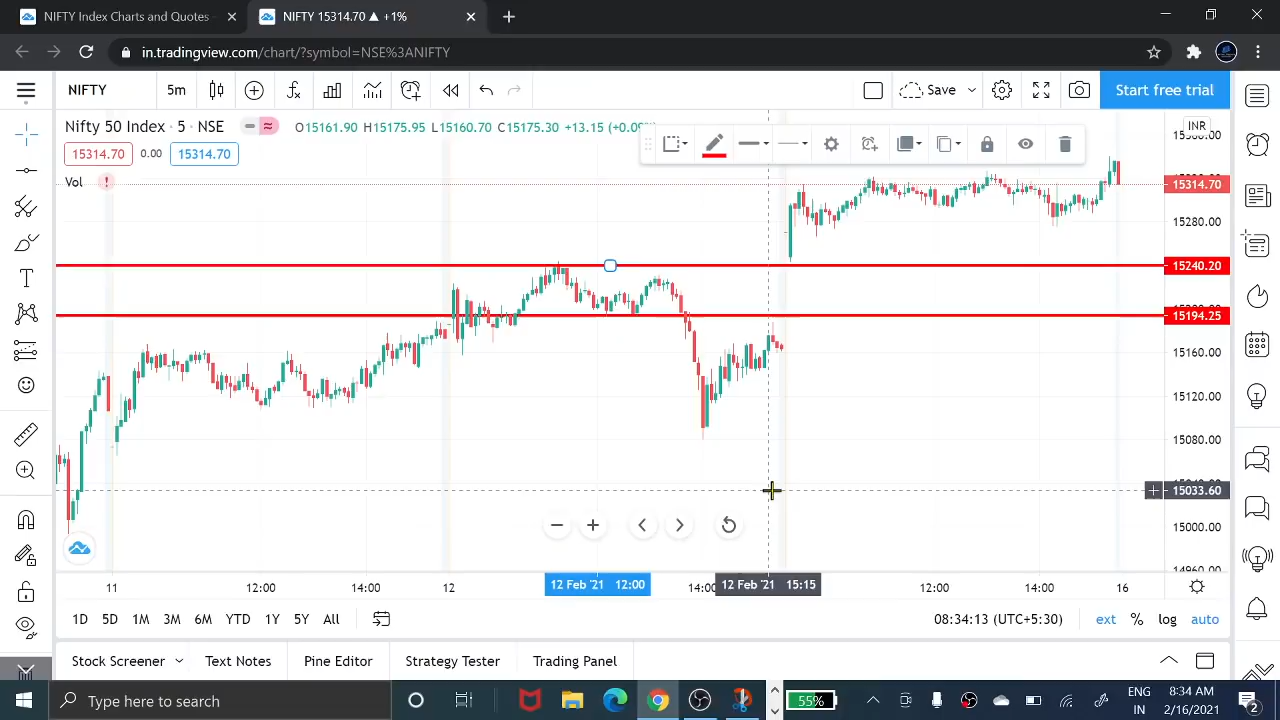 NIFTY Index Charts and Quotes
NIFTY 15314.70 ▲ +1%
in.tradingview.com/chart/?symbol=NSE%3ANIFTY
NIFTY
5m
Save
Start free trial
Nifty 50 Index · 5 · NSE
O15161.90 H15175.95 L15160.70 C15175.30 +13.15
INR
15314.70 0.00 15314.70
Vol
15314.70
15280.00
15240.20
15194.25
15160.00
15120.00
15080.00
15033.60
15000.00
11 12:00 14:00 12 12 Feb '21 12:00 14:00 12 Feb '21 15:15 12:00 14:00 16
1D 5D 1M 3M 6M YTD 1Y 5Y All
08:34:13 (UTC+5:30) ext % log auto
Stock Screener Text Notes Pine Editor Strategy Tester Trading Panel
Type here to search
55%
ENG
IN
8:34 AM
2/16/2021
2